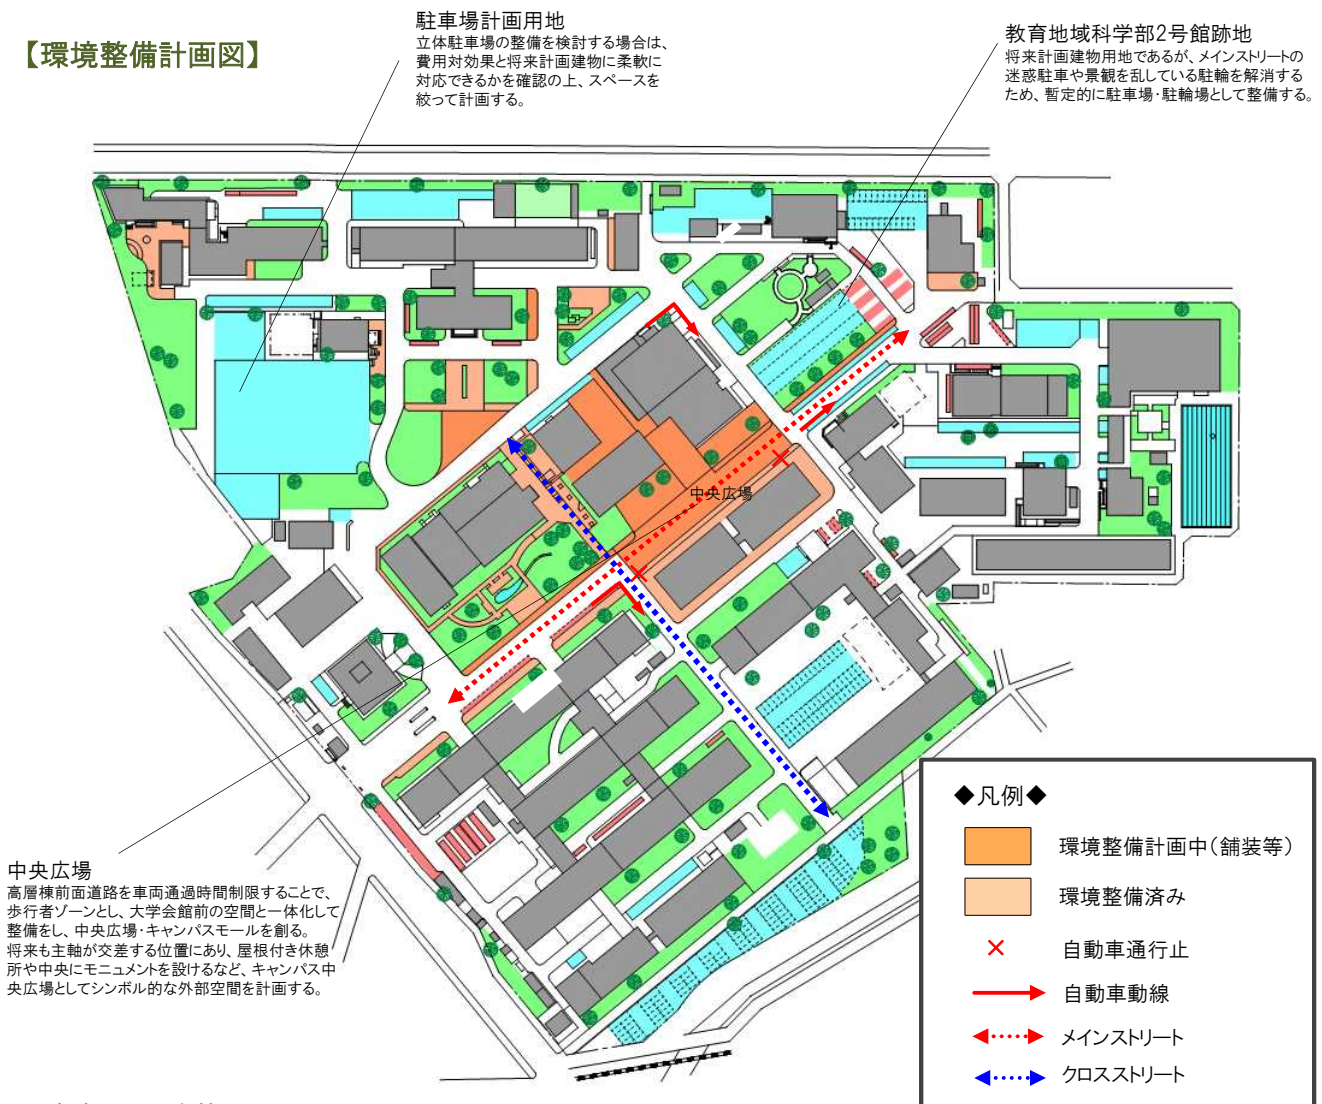 【環境整備計画図】
駐車場計画用地
立体駐車場の整備を検討する場合は、
費用対効果と将来計画建物に柔軟に
対応できるかを確認の上、スペースを
絞って計画する。
教育地域科学部2号館跡地
将来計画建物用地であるが、メインストリートの
迷惑駐車や景観を乱している駐輪を解消する
ため、暫定的に駐車場・駐輪場として整備する。
中央広場
中央広場
高層棟前面道路を車両通過時間制限することで、
歩行者ゾーンとし、大学会館前の空間と一体化して
整備をし、中央広場・キャンパスモールを創る。
将来も主軸が交差する位置にあり、屋根付き休憩
所や中央にモニュメントを設けるなど、キャンパス中
央広場としてシンボル的な外部空間を計画する。
◆凡例◆
環境整備計画中（舗装等）
環境整備済み
自動車通行止
自動車動線
メインストリート
クロスストリート